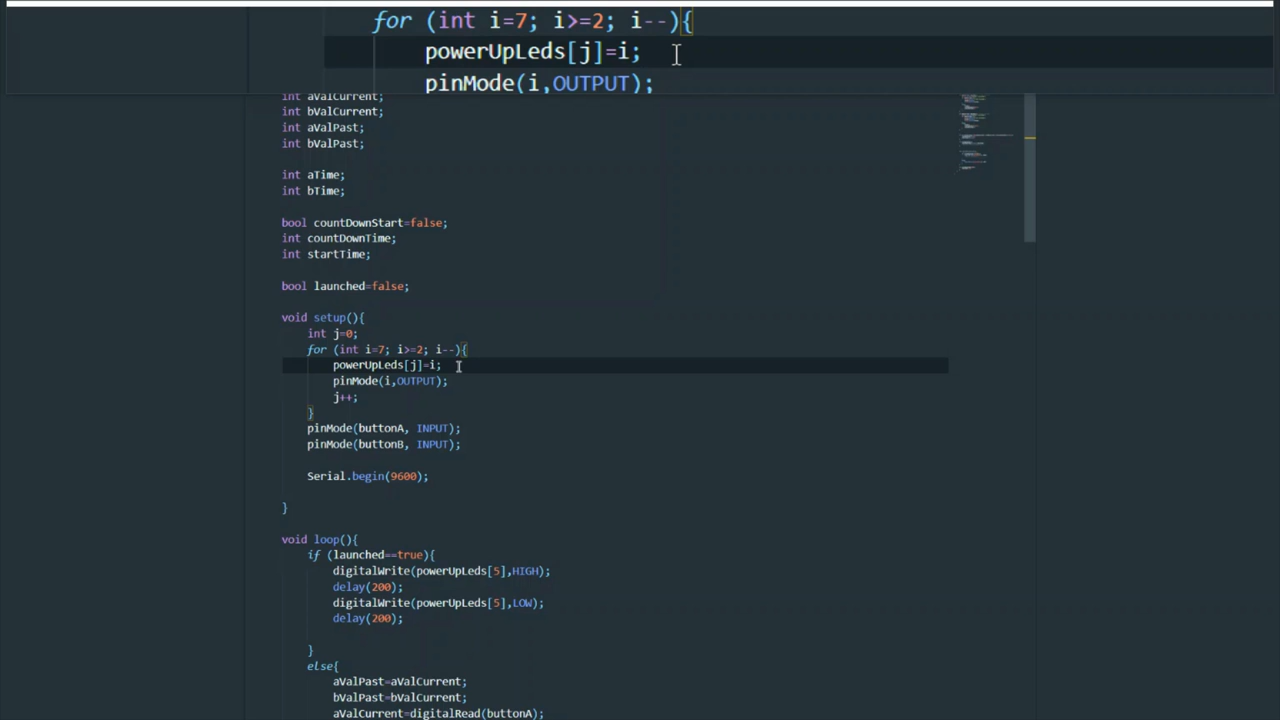 for (int i=7; i>=2; i--){
powerUpLeds[j]=i;
pinMode(i,OUTPUT);
int aValCurrent;
int bValCurrent;
int aValPast;
int bValPast;
int aTime;
int bTime;
bool countDownStart=false;
int countDownTime;
int startTime;
bool launched=false;
void setup(){
int j=0;
for (int i=7; i>=2; i--){
powerUpLeds[j]=i;
pinMode(i,OUTPUT);
j++;
}
pinMode(buttonA, INPUT);
pinMode(buttonB, INPUT);
Serial.begin(9600);
}
void loop(){
if (launched==true){
digitalWrite(powerUpLeds[5],HIGH);
delay(200);
digitalWrite(powerUpLeds[5],LOW);
delay(200);
}
else{
aValPast=aValCurrent;
bValPast=bValCurrent;
aValCurrent=digitalRead(buttonA);